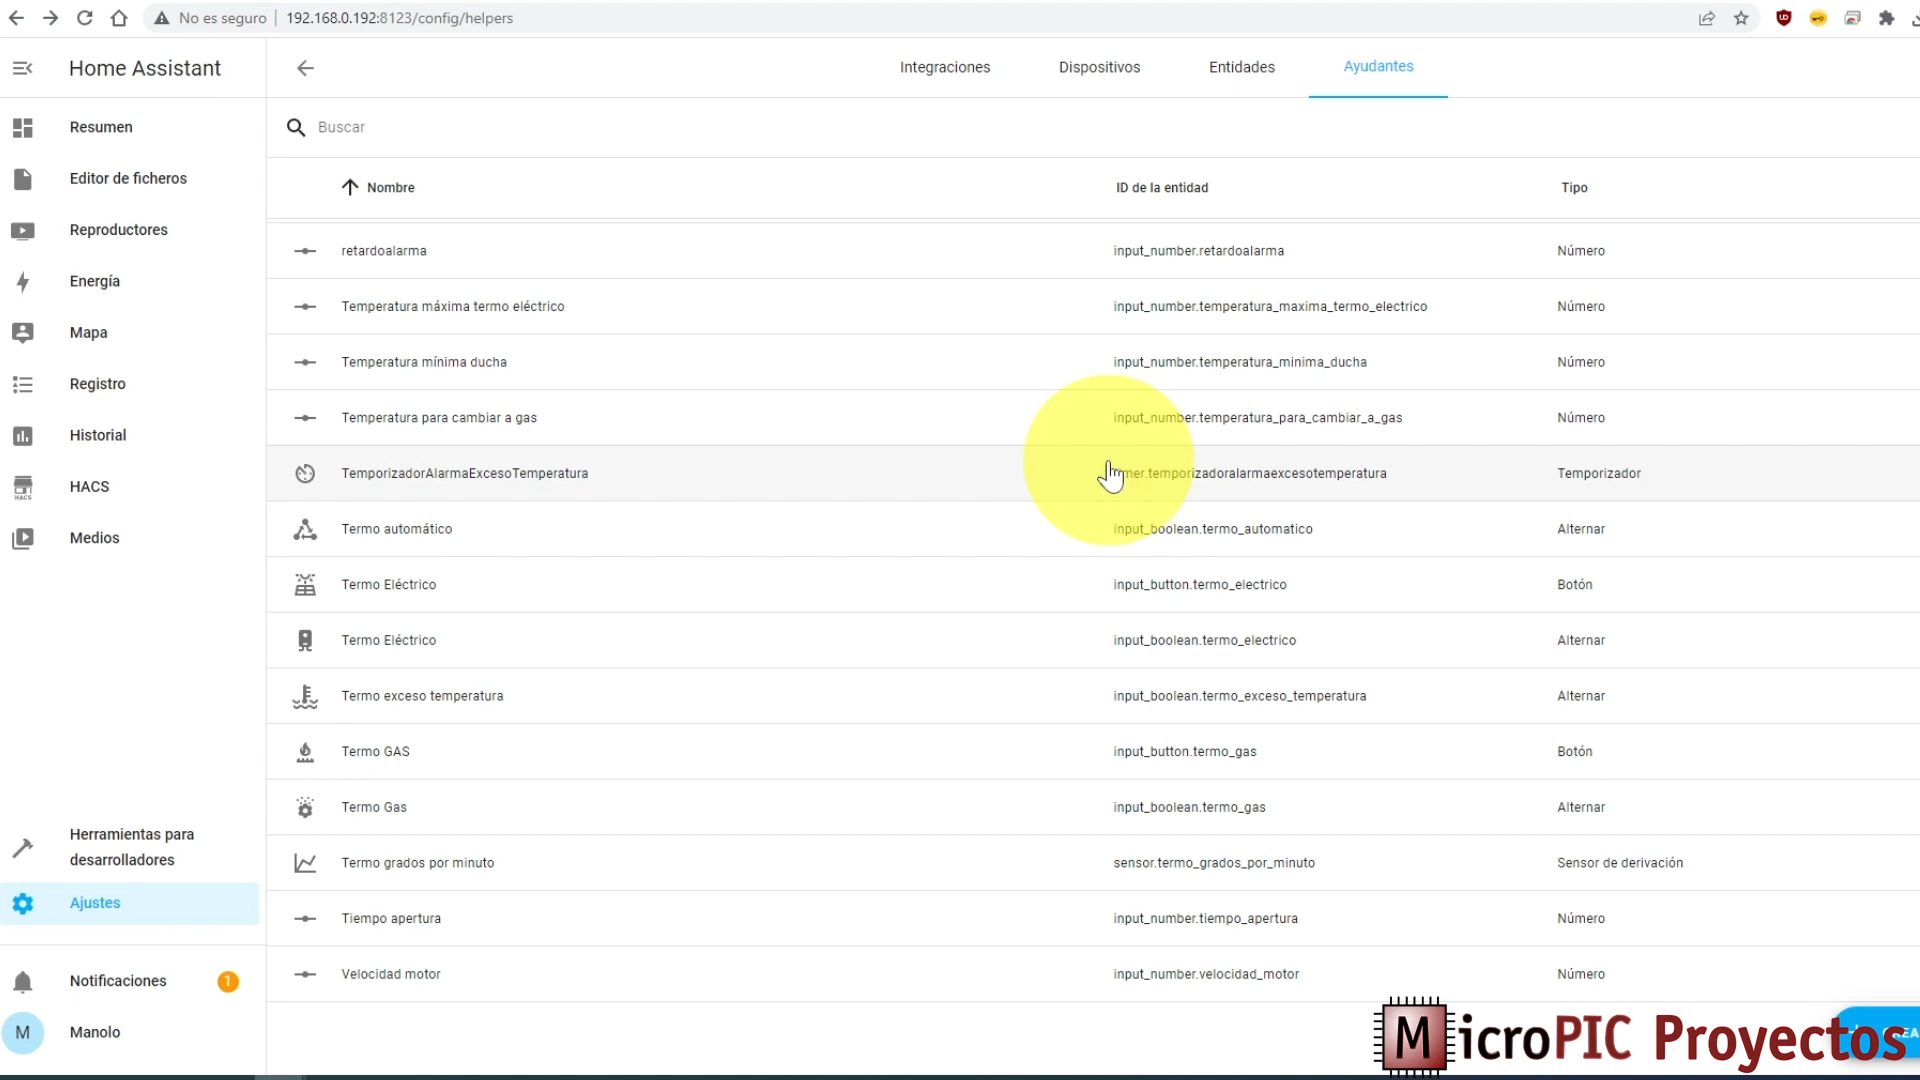 No es seguro | 192.168.0.192:8123/config/helpers
Home Assistant
Integraciones Dispositivos Entidades Ayudantes
Resumen
Editor de ficheros
Reproductores
Energía
Mapa
Registro
Historial
HACS
HACS
Medios
Herramientas para
desarrolladores
Ajustes
Notificaciones 1
M Manolo
Buscar
Nombre ID de la entidad Tipo
retardoalarma input_number.retardoalarma Número
Temperatura máxima termo eléctrico input_number.temperatura_maxima_termo_electrico Número
Temperatura mínima ducha input_number.temperatura_minima_ducha Número
Temperatura para cambiar a gas input_number.temperatura_para_cambiar_a_gas Número
TemporizadorAlarmaExcesoTemperatura mer.temporizadoralarmaexcesotemperatura Temporizador
Termo automático input_boolean.termo_automatico Alternar
Termo Eléctrico input_button.termo_electrico Botón
Termo Eléctrico input_boolean.termo_electrico Alternar
Termo exceso temperatura input_boolean.termo_exceso_temperatura Alternar
Termo GAS input_button.termo_gas Botón
Termo Gas input_boolean.termo_gas Alternar
Termo grados por minuto sensor.termo_grados_por_minuto Sensor de derivación
Tiempo apertura input_number.tiempo_apertura Número
Velocidad motor input_number.velocidad_motor Número
MicroPIC Proyectos